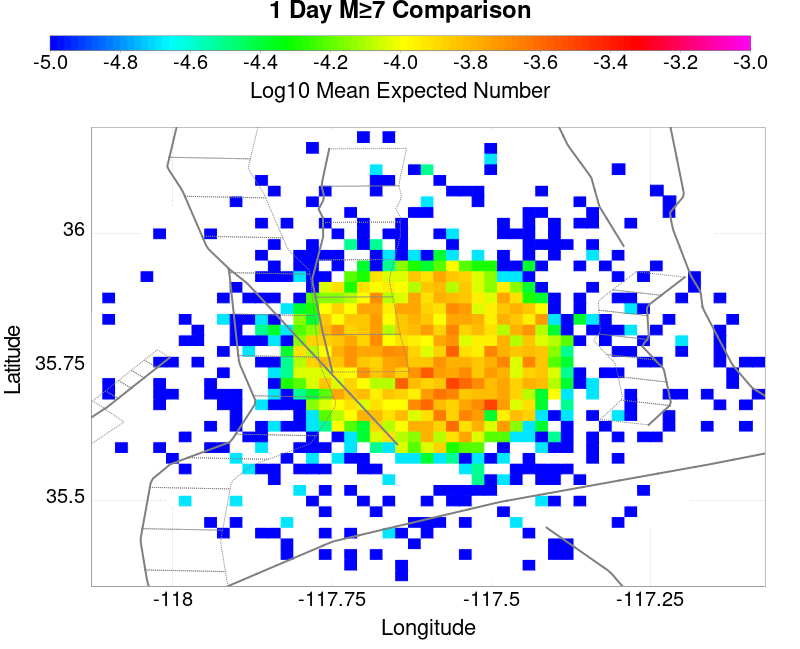 1 Day M≥7 Comparison
-5.0 -4.8 -4.6 -4.4 -4.2 -4.0 -3.8 -3.6 -3.4 -3.2 -3.0
Log10 Mean Expected Number
36
35.75
35.5
Latitude
-118 -117.75 -117.5 -117.25
Longitude